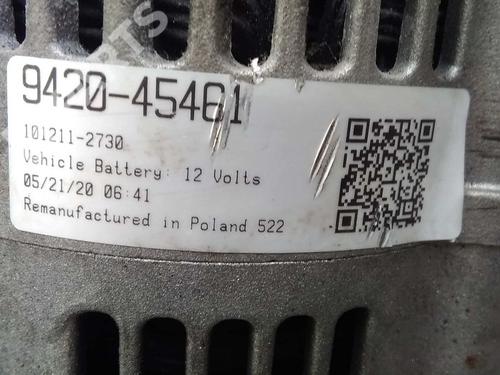 9420-45461
101211-2730
Vehicle Battery: 12 Volts
05/21/20 06:41
Remanufactured in Poland 522